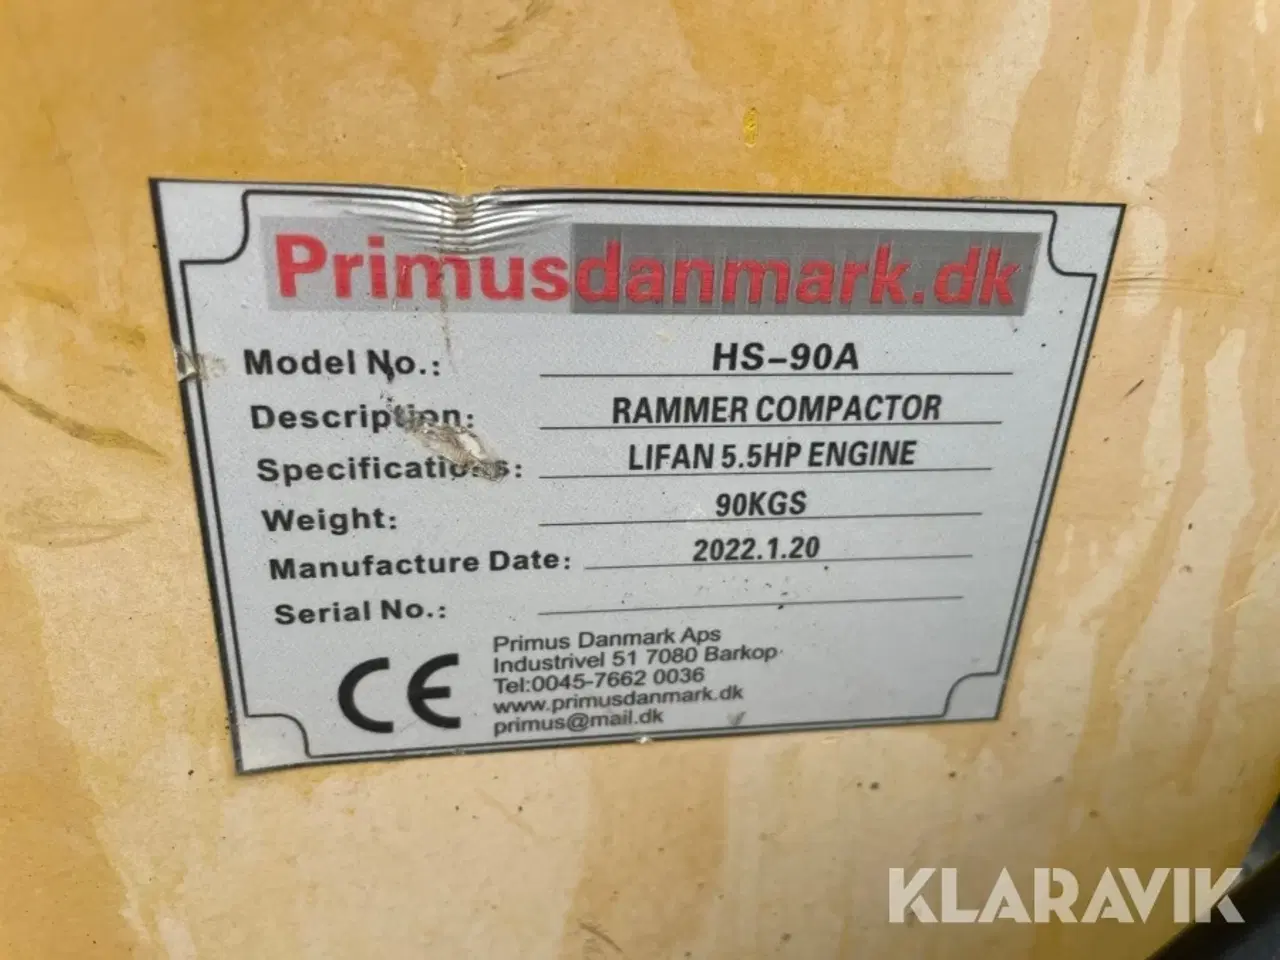 Primusdanmark.dk
Model No.: HS-90A
Description: RAMMER COMPACTOR
Specifications: LIFAN 5.5HP ENGINE
Weight: 90KGS
Manufacture Date: 2022.1.20
Serial No.:
CE
Primus Danmark Aps
Industrivel 51 7080 Barkop
Tel:0045-7662 0036
www.primusdanmark.dk
primus@mail.dk
KLARAVIK